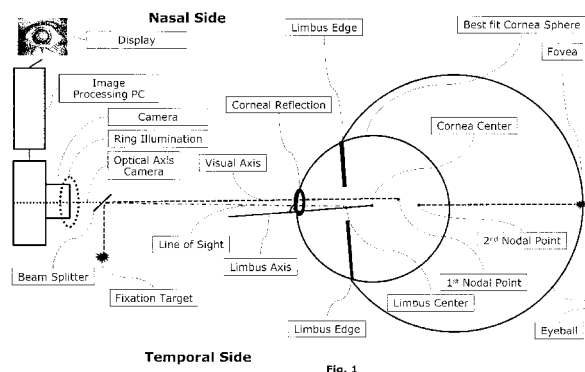 Nasal Side
Display
Limbus Edge
Best fit Cornea Sphere
Fovea
Image
Processing PC
Camera
Ring Illumination
Optical Axis
Camera
Corneal Reflection
Visual Axis
Cornea Center
Line of Sight
Limbus Axis
Beam Splitter
Fixation Target
2nd Nodal Point
1st Nodal Point
Limbus Center
Limbus Edge
Eyeball
Temporal Side
Fig. 1